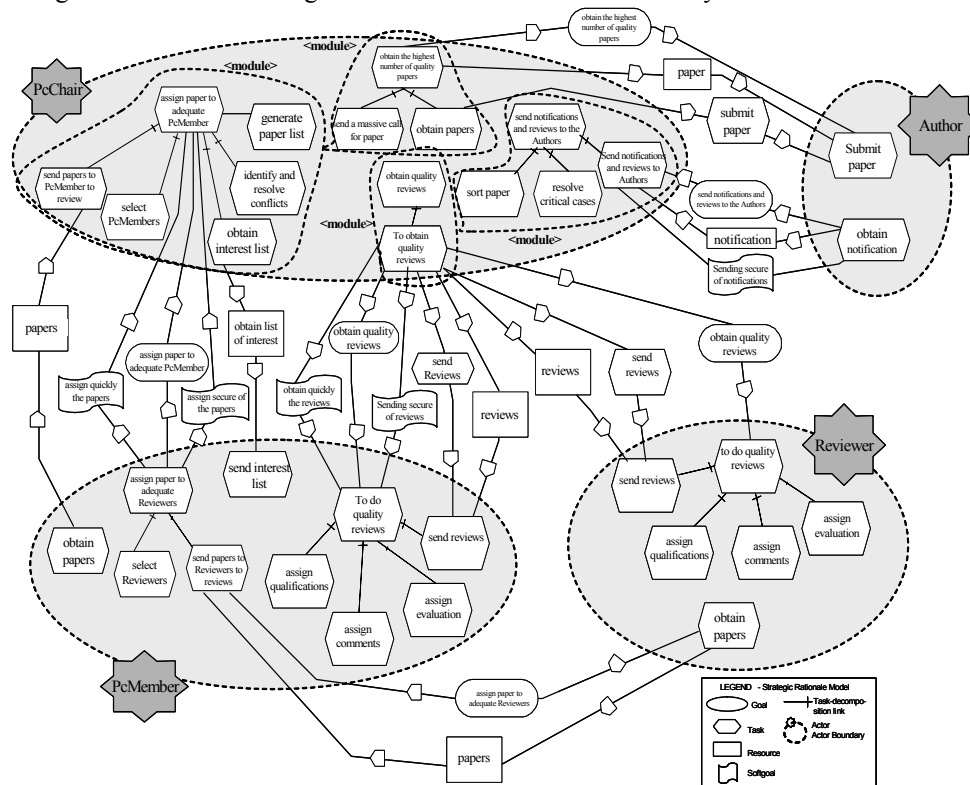 obtain the highest
number of quality
papers
<module>
obtain the highest
number of quality
papers
<module>
PcChair
paper
Author
assign paper to
adequate
PcMember
generate
paper list
send a massive call
for paper
obtain papers
send notifications
and reviews to the
Authors
submit
paper
Submit
paper
send papers to
PcMember to
review
select
PcMembers
identify and
resolve
conflicts
obtain quality
reviews
Send notifications
and reviews to
Authors
sort paper
resolve
critical cases
send notifications and
reviews to the Authors
<module>
obtain
interest list
To obtain
quality
reviews
<module>
notification
obtain
notification
Sending secure
of notifications
papers
obtain list
of interest
obtain quality
reviews
obtain quality
reviews
assign paper to
adequate PcMember
send
Reviews
reviews
send
reviews
assign quickly
the papers
assign secure of
the papers
obtain quickly
the reviews
Sending secure
of reviews
reviews
Reviewer
assign paper to
adequate
Reviewers
send interest
list
to do quality
reviews
send reviews
To do
quality
reviews
send reviews
obtain
papers
select
Reviewers
send papers to
Reviewers to
reviews
assign
qualifications
assign
evaluation
assign
comments
assign
qualifications
assign
comments
assign
evaluation
obtain
papers
PcMember
assign paper to
adequate Reviewers
papers
LEGEND - Strategic Rationale Model
Goal
Task-decompo-
sition link
Task
Actor
Actor Boundary
Resource
Softgoal